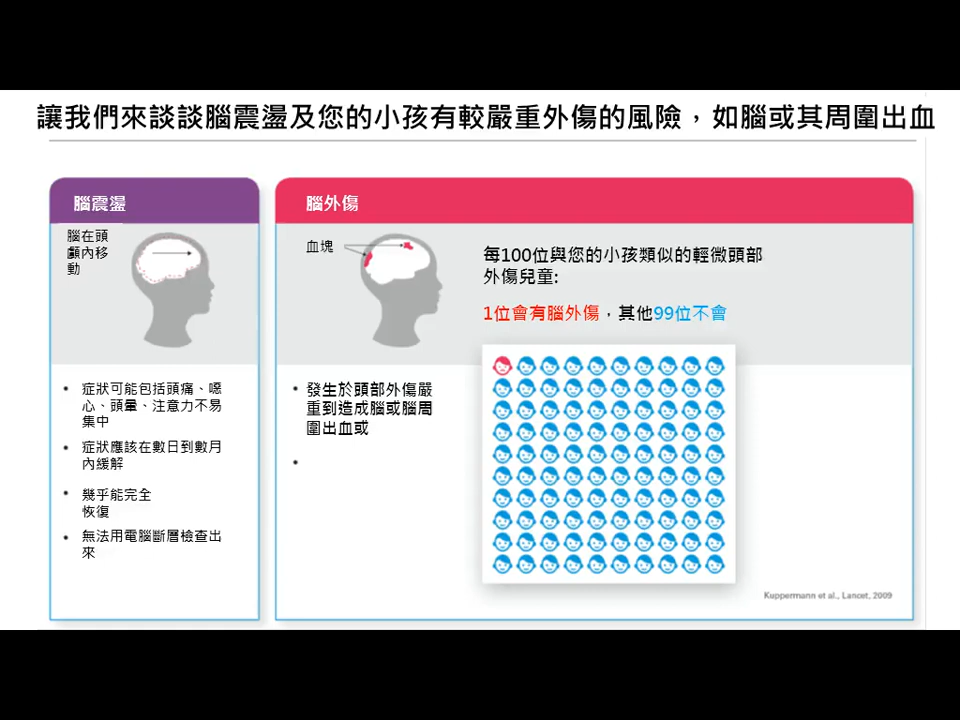 讓我們來談談腦震盪及您的小孩有較嚴重外傷的風險，如腦或其周圍出血
腦震盪
腦在頭
顱內移
動
• 症狀可能包括頭痛、噁
心、頭暈、注意力不易
集中
• 症狀應該在數日到數月
內緩解
• 幾乎能完全
恢復
• 無法用電腦斷層檢查出
來
腦外傷
血塊
每100位與您的小孩類似的輕微頭部
外傷兒童:
1位會有腦外傷，其他99位不會
• 發生於頭部外傷嚴
重到造成腦或腦周
圍出血或
•
Kuppermann et al., Lancet, 2009